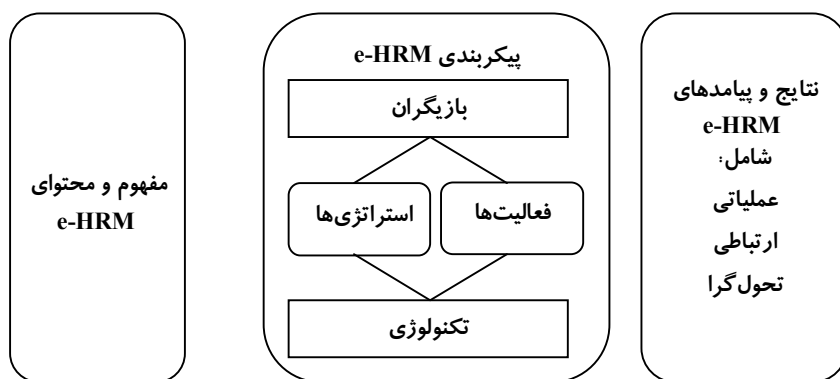 نتایج و پیامدهای
e-HRM
شامل:
عملیاتی
ارتباطی
تحول‌گرا
پیکربندی e-HRM
بازیگران
فعالیت‌ها
استراتژی‌ها
تکنولوژی
مفهوم و محتوای
e-HRM